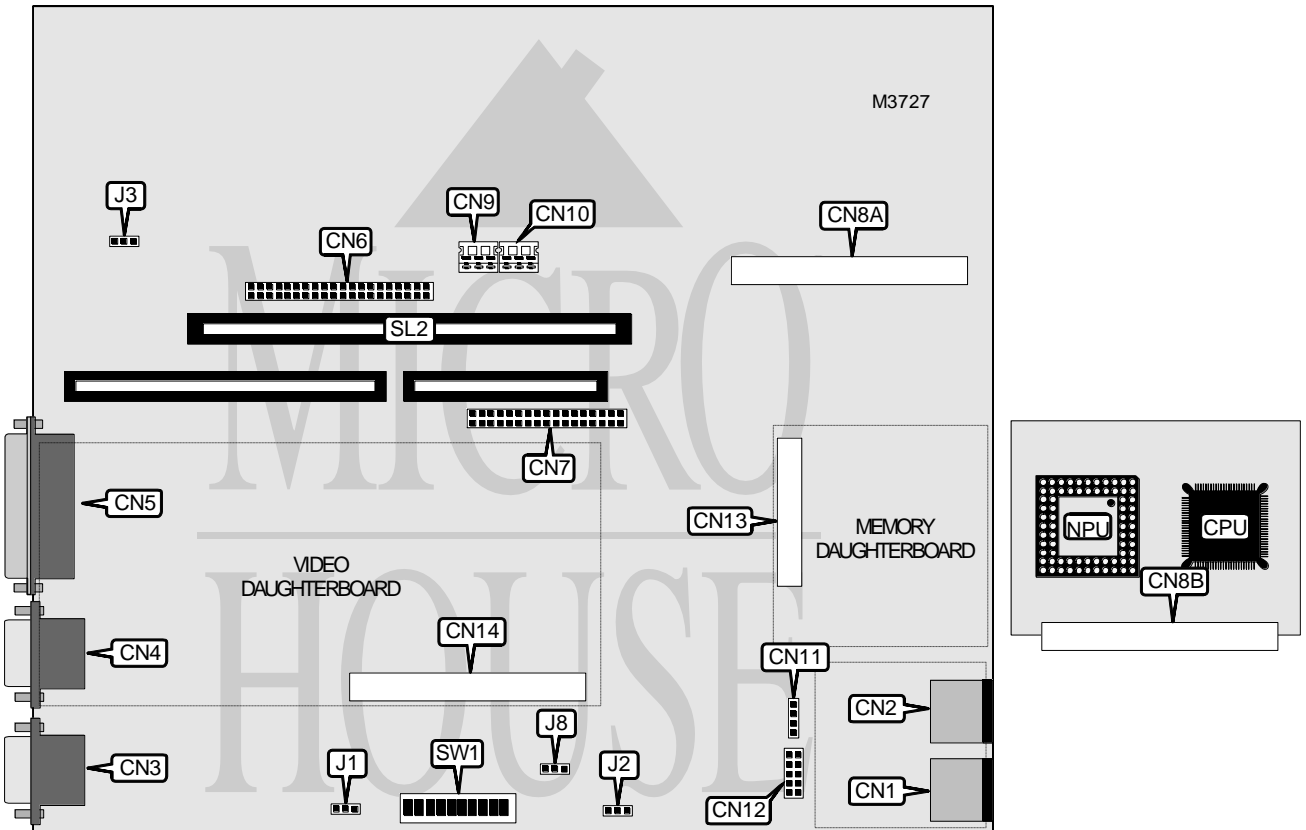 M3727
J3
CN9
CN10
CN8A
CN6
SL2
CN7
CN5
CN13
MEMORY
DAUGHTERBOARD
NPU
CPU
VIDEO
DAUGHTERBOARD
CN8B
CN14
CN4
CN11
CN2
J8
CN3
J1
SW1
J2
CN12
CN1
MICRO
HOUSE